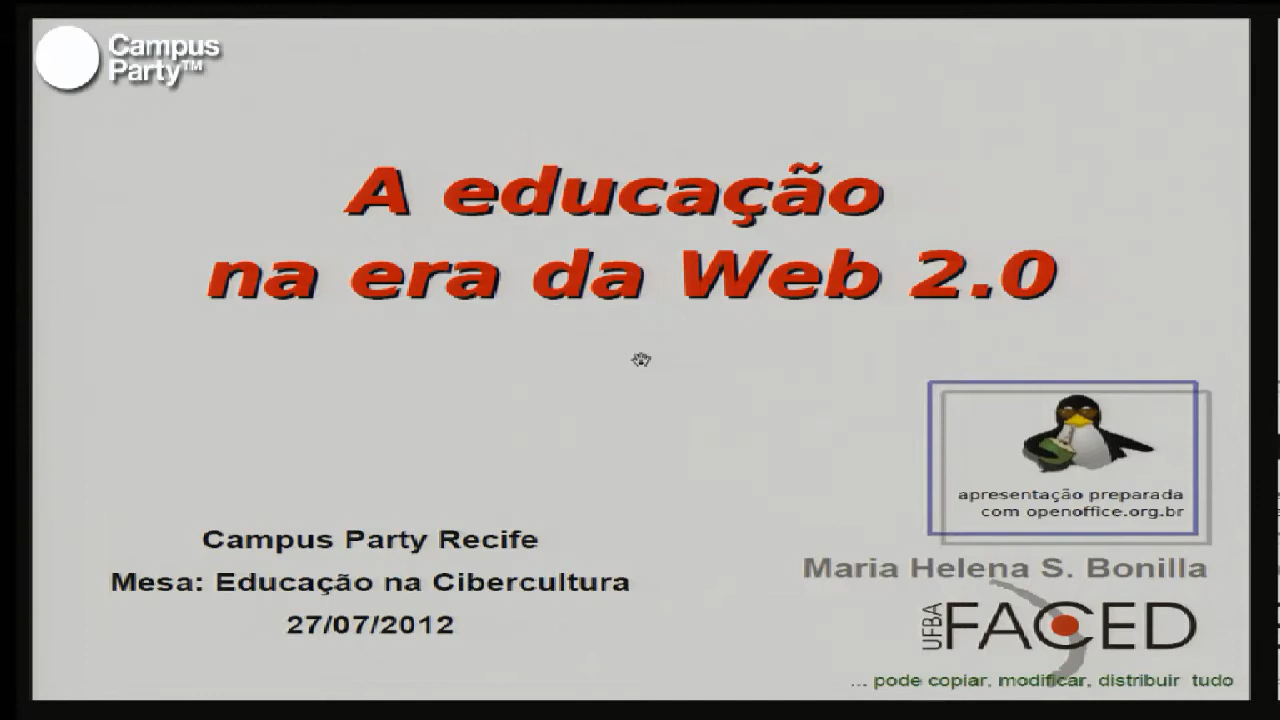 Campus
Party™
A educação
na era da Web 2.0
apresentação preparada
com openoffice.org.br
Campus Party Recife
Mesa: Educação na Cibercultura
27/07/2012
Maria Helena S. Bonilla
UFBA
FACED
... pode copiar, modificar, distribuir tudo